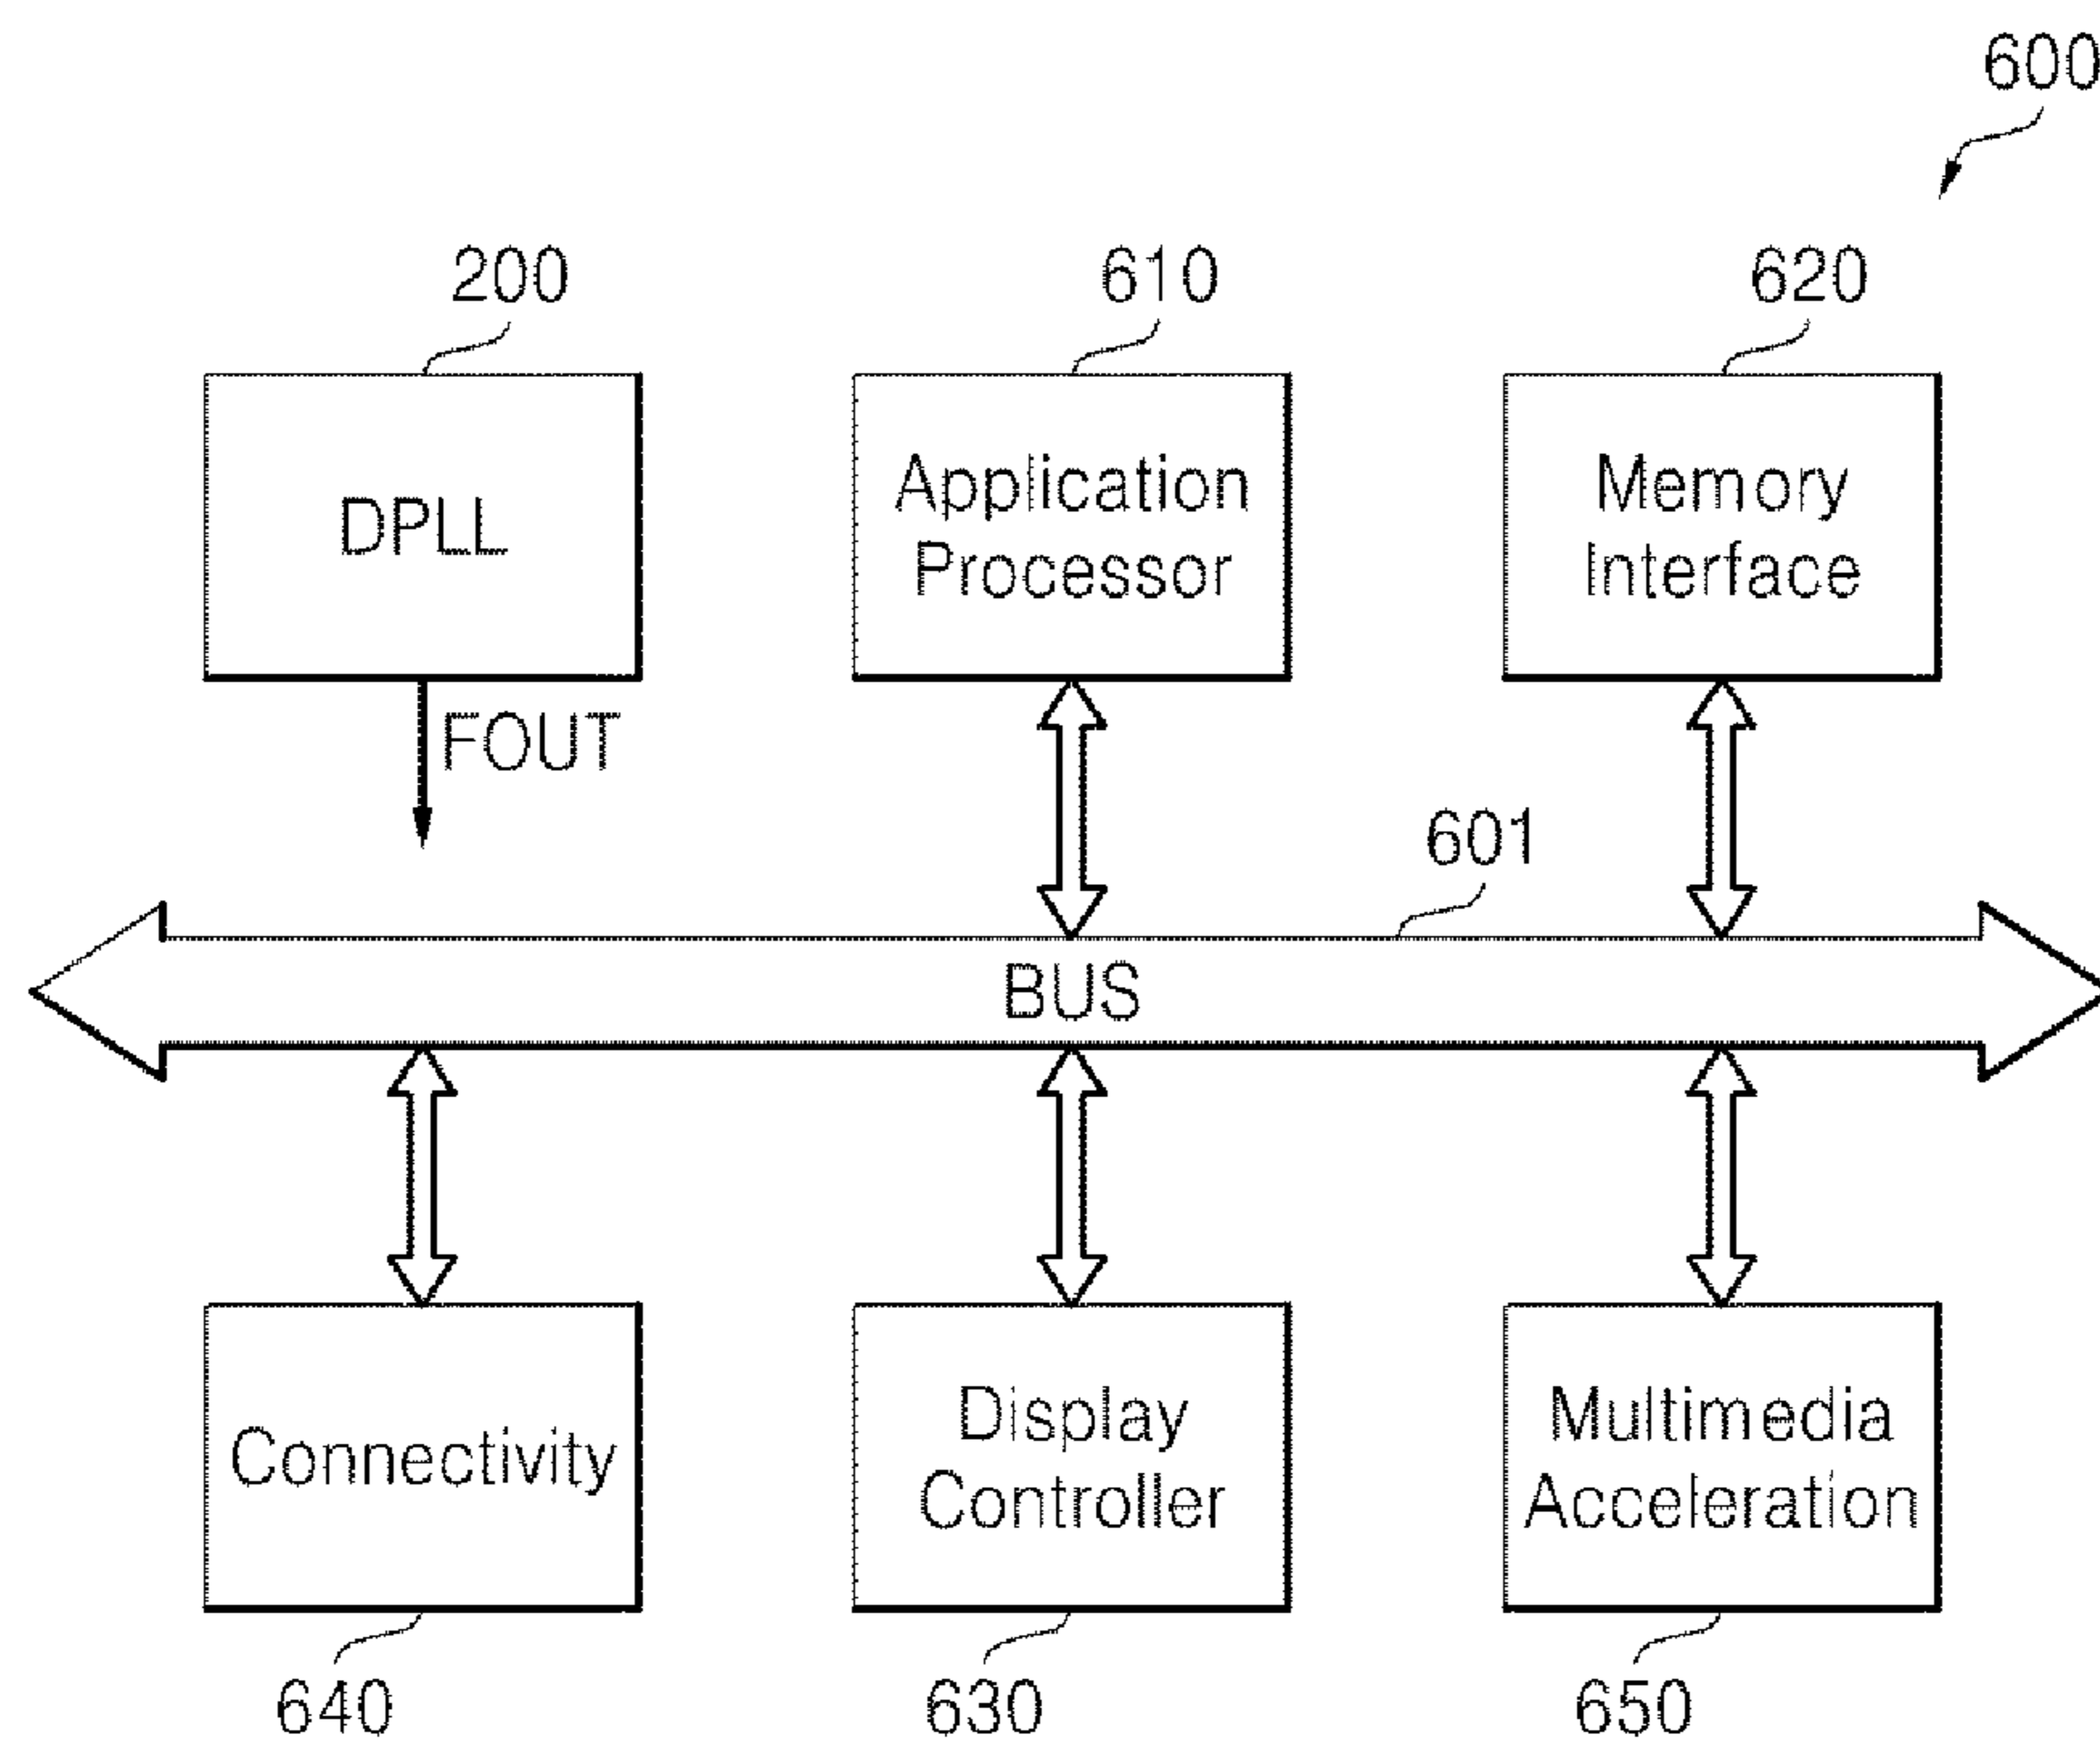 600
200
610
620
DPLL
Application
Processor
Memory
Interface
FOUT
601
BUS
Connectivity
Display
Controller
Multimedia
Acceleration
640
630
650